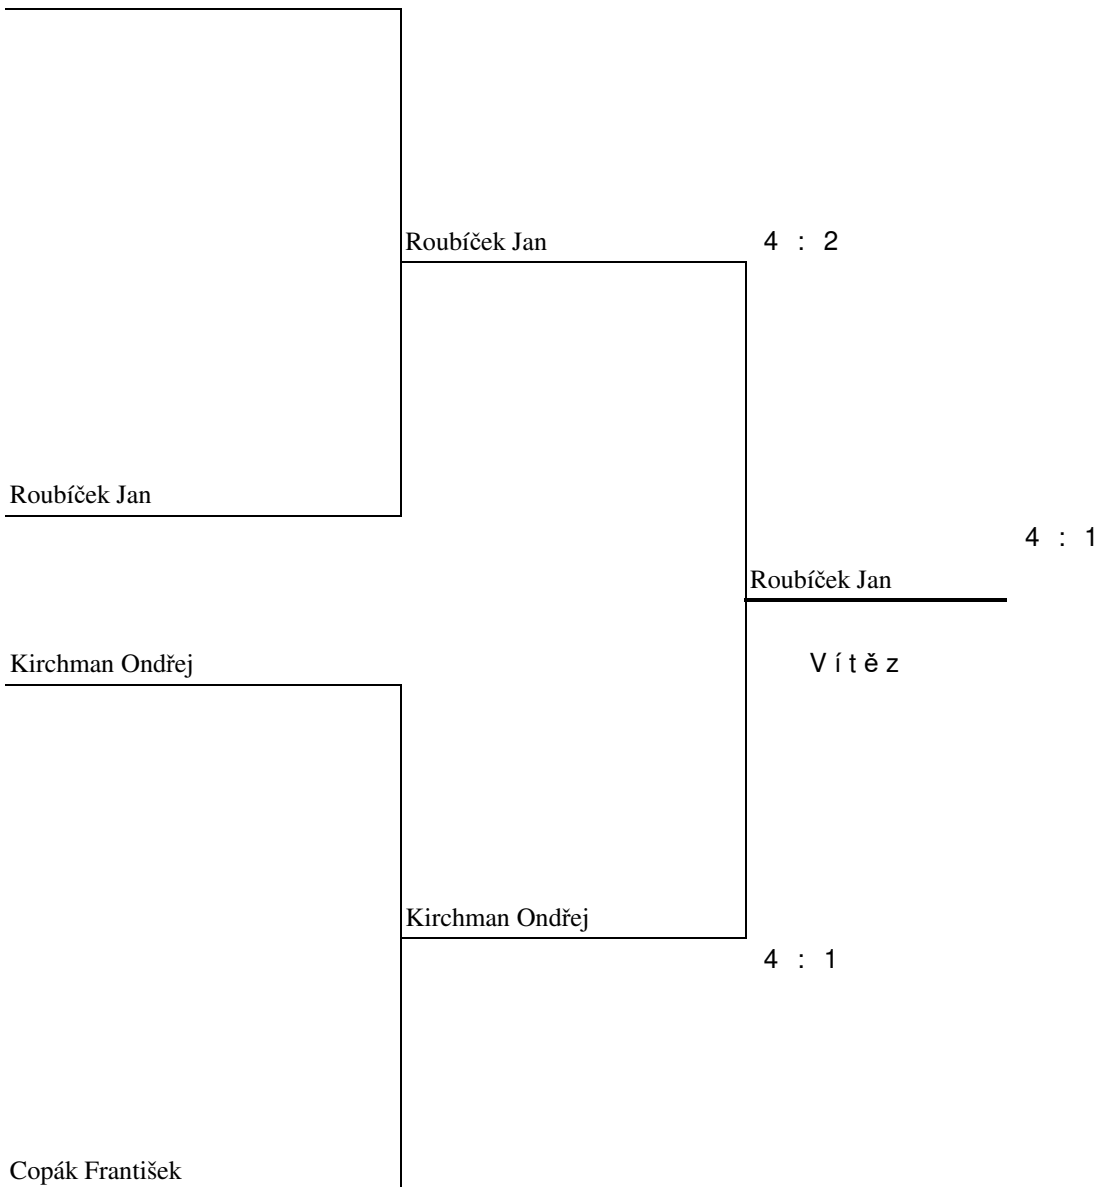 Roubíček Jan 4 : 2
Roubíček Jan
4 : 1
Roubíček Jan
Kirchman Ondřej Vítěz
Kirchman Ondřej
4 : 1
Copák František